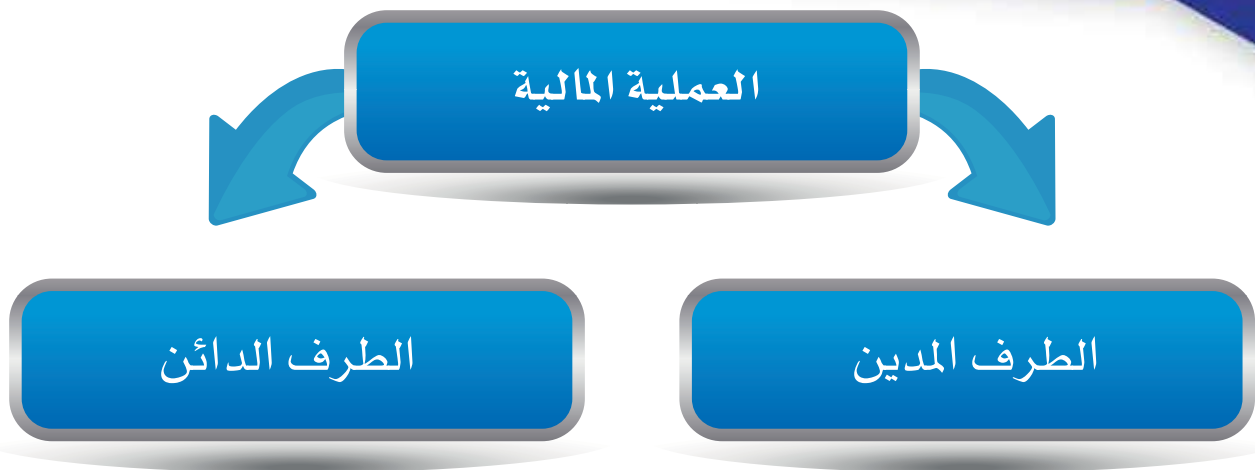 العملية المالية
الطرف المدين
الطرف الدائن